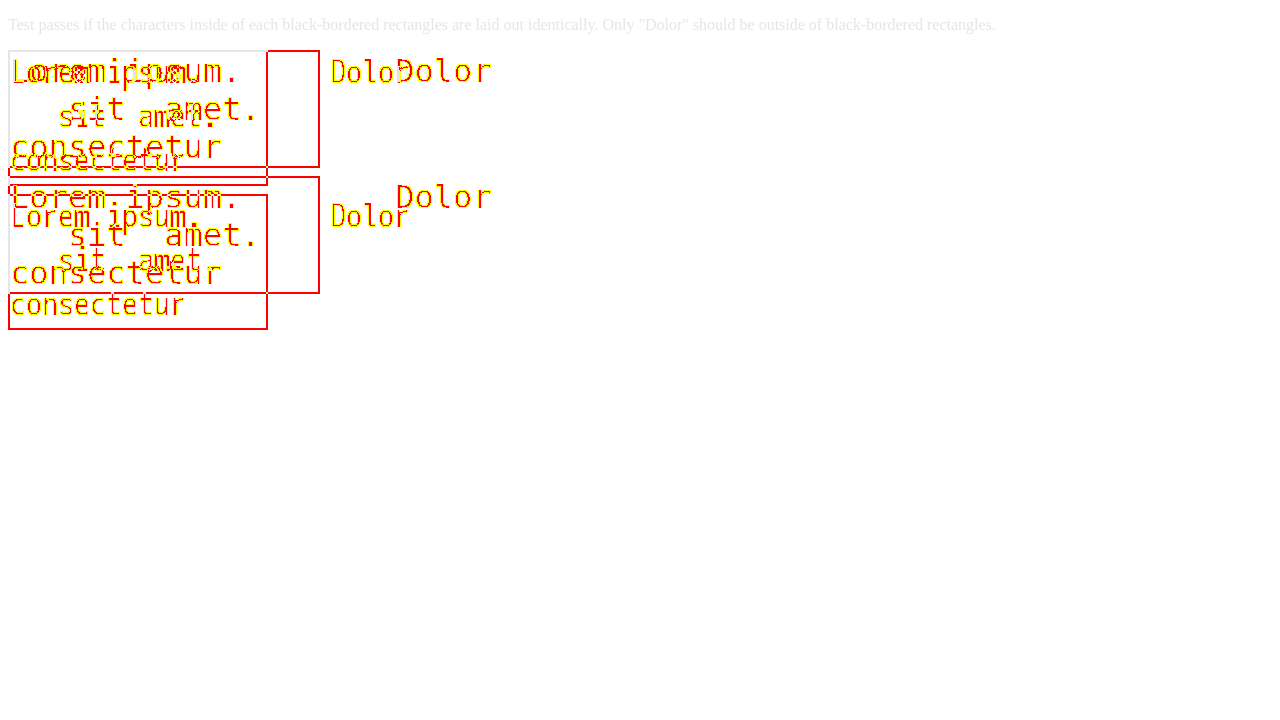 Test passes if the characters inside of each black-bordered rectangles are laid out identically. Only "Dolor" should be outside of black-bordered rectangles.
Lorem ipsum. Dolor
Lorem ipsum. Dolor
sit amet.
sit amet.
consectetur
consectetur
Lorem ipsum. Dolor
Lorem ipsum. Dolor
sit amet.
sit amet.
consectetur
consectetur